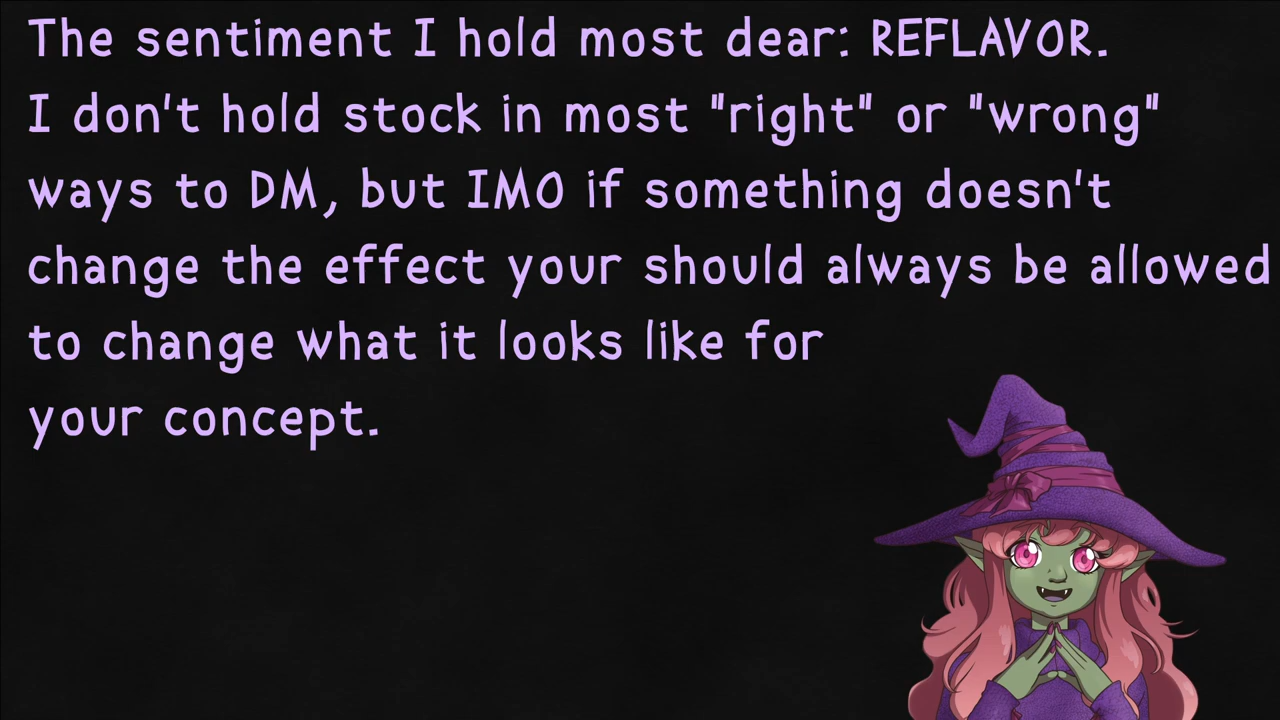 The sentiment I hold most dear: REFLAVOR.
I don't hold stock in most "right" or "wrong"
ways to DM, but IMO if something doesn't
change the effect your should always be allowed
to change what it looks like for
your concept.